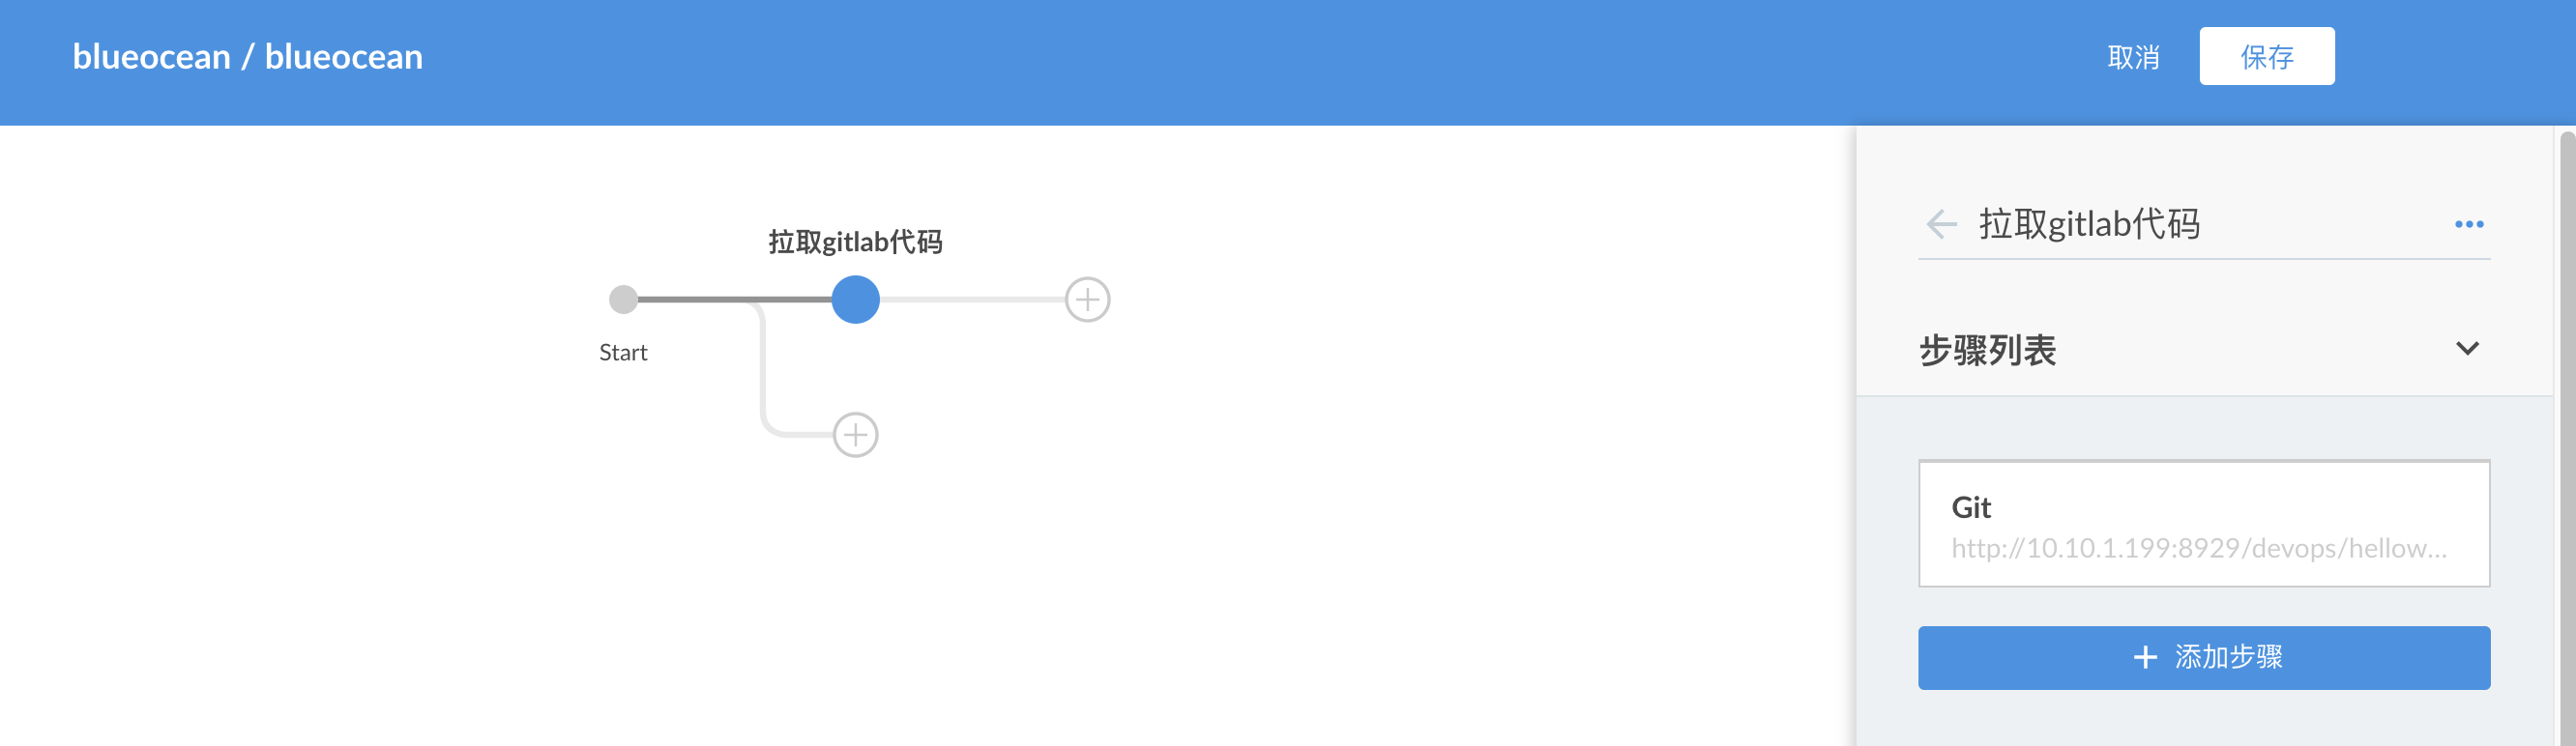 blueocean / blueocean
取消
保存
拉取gitlab代码
Start
拉取gitlab代码
步骤列表
Git
http://10.10.1.199:8929/devops/hellow...
添加步骤